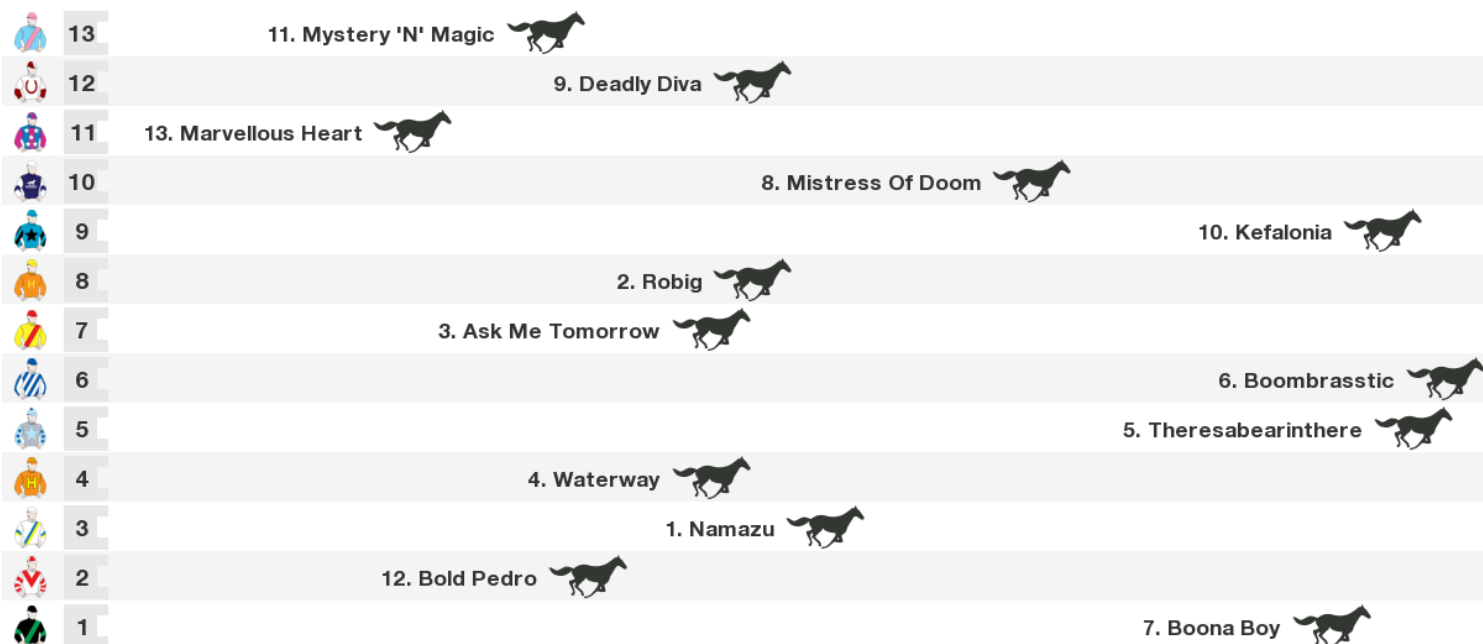 13 11. Mystery 'N' Magic
12 9. Deadly Diva
11 13. Marvellous Heart
10 8. Mistress Of Doom
9 10. Kefalonia
8 H 2. Robig
7 3. Ask Me Tomorrow
6 6. Boombrasstic
5 5. Theresabearinthere
4 H 4. Waterway
3 1. Namazu
2 12. Bold Pedro
1 7. Boona Boy